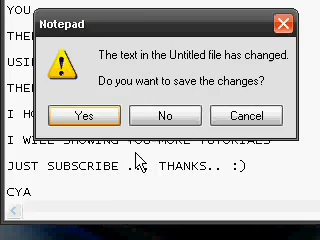 YOU
Notepad
THE
The text in the Untitled file has changed.
USI
Do you want to save the changes?
THE
Yes
No
Cancel
I H
I WILL SHOWING YOU MORE TUTORIALS
JUST SUBSCRIBE .. THANKS.. :)
CYA